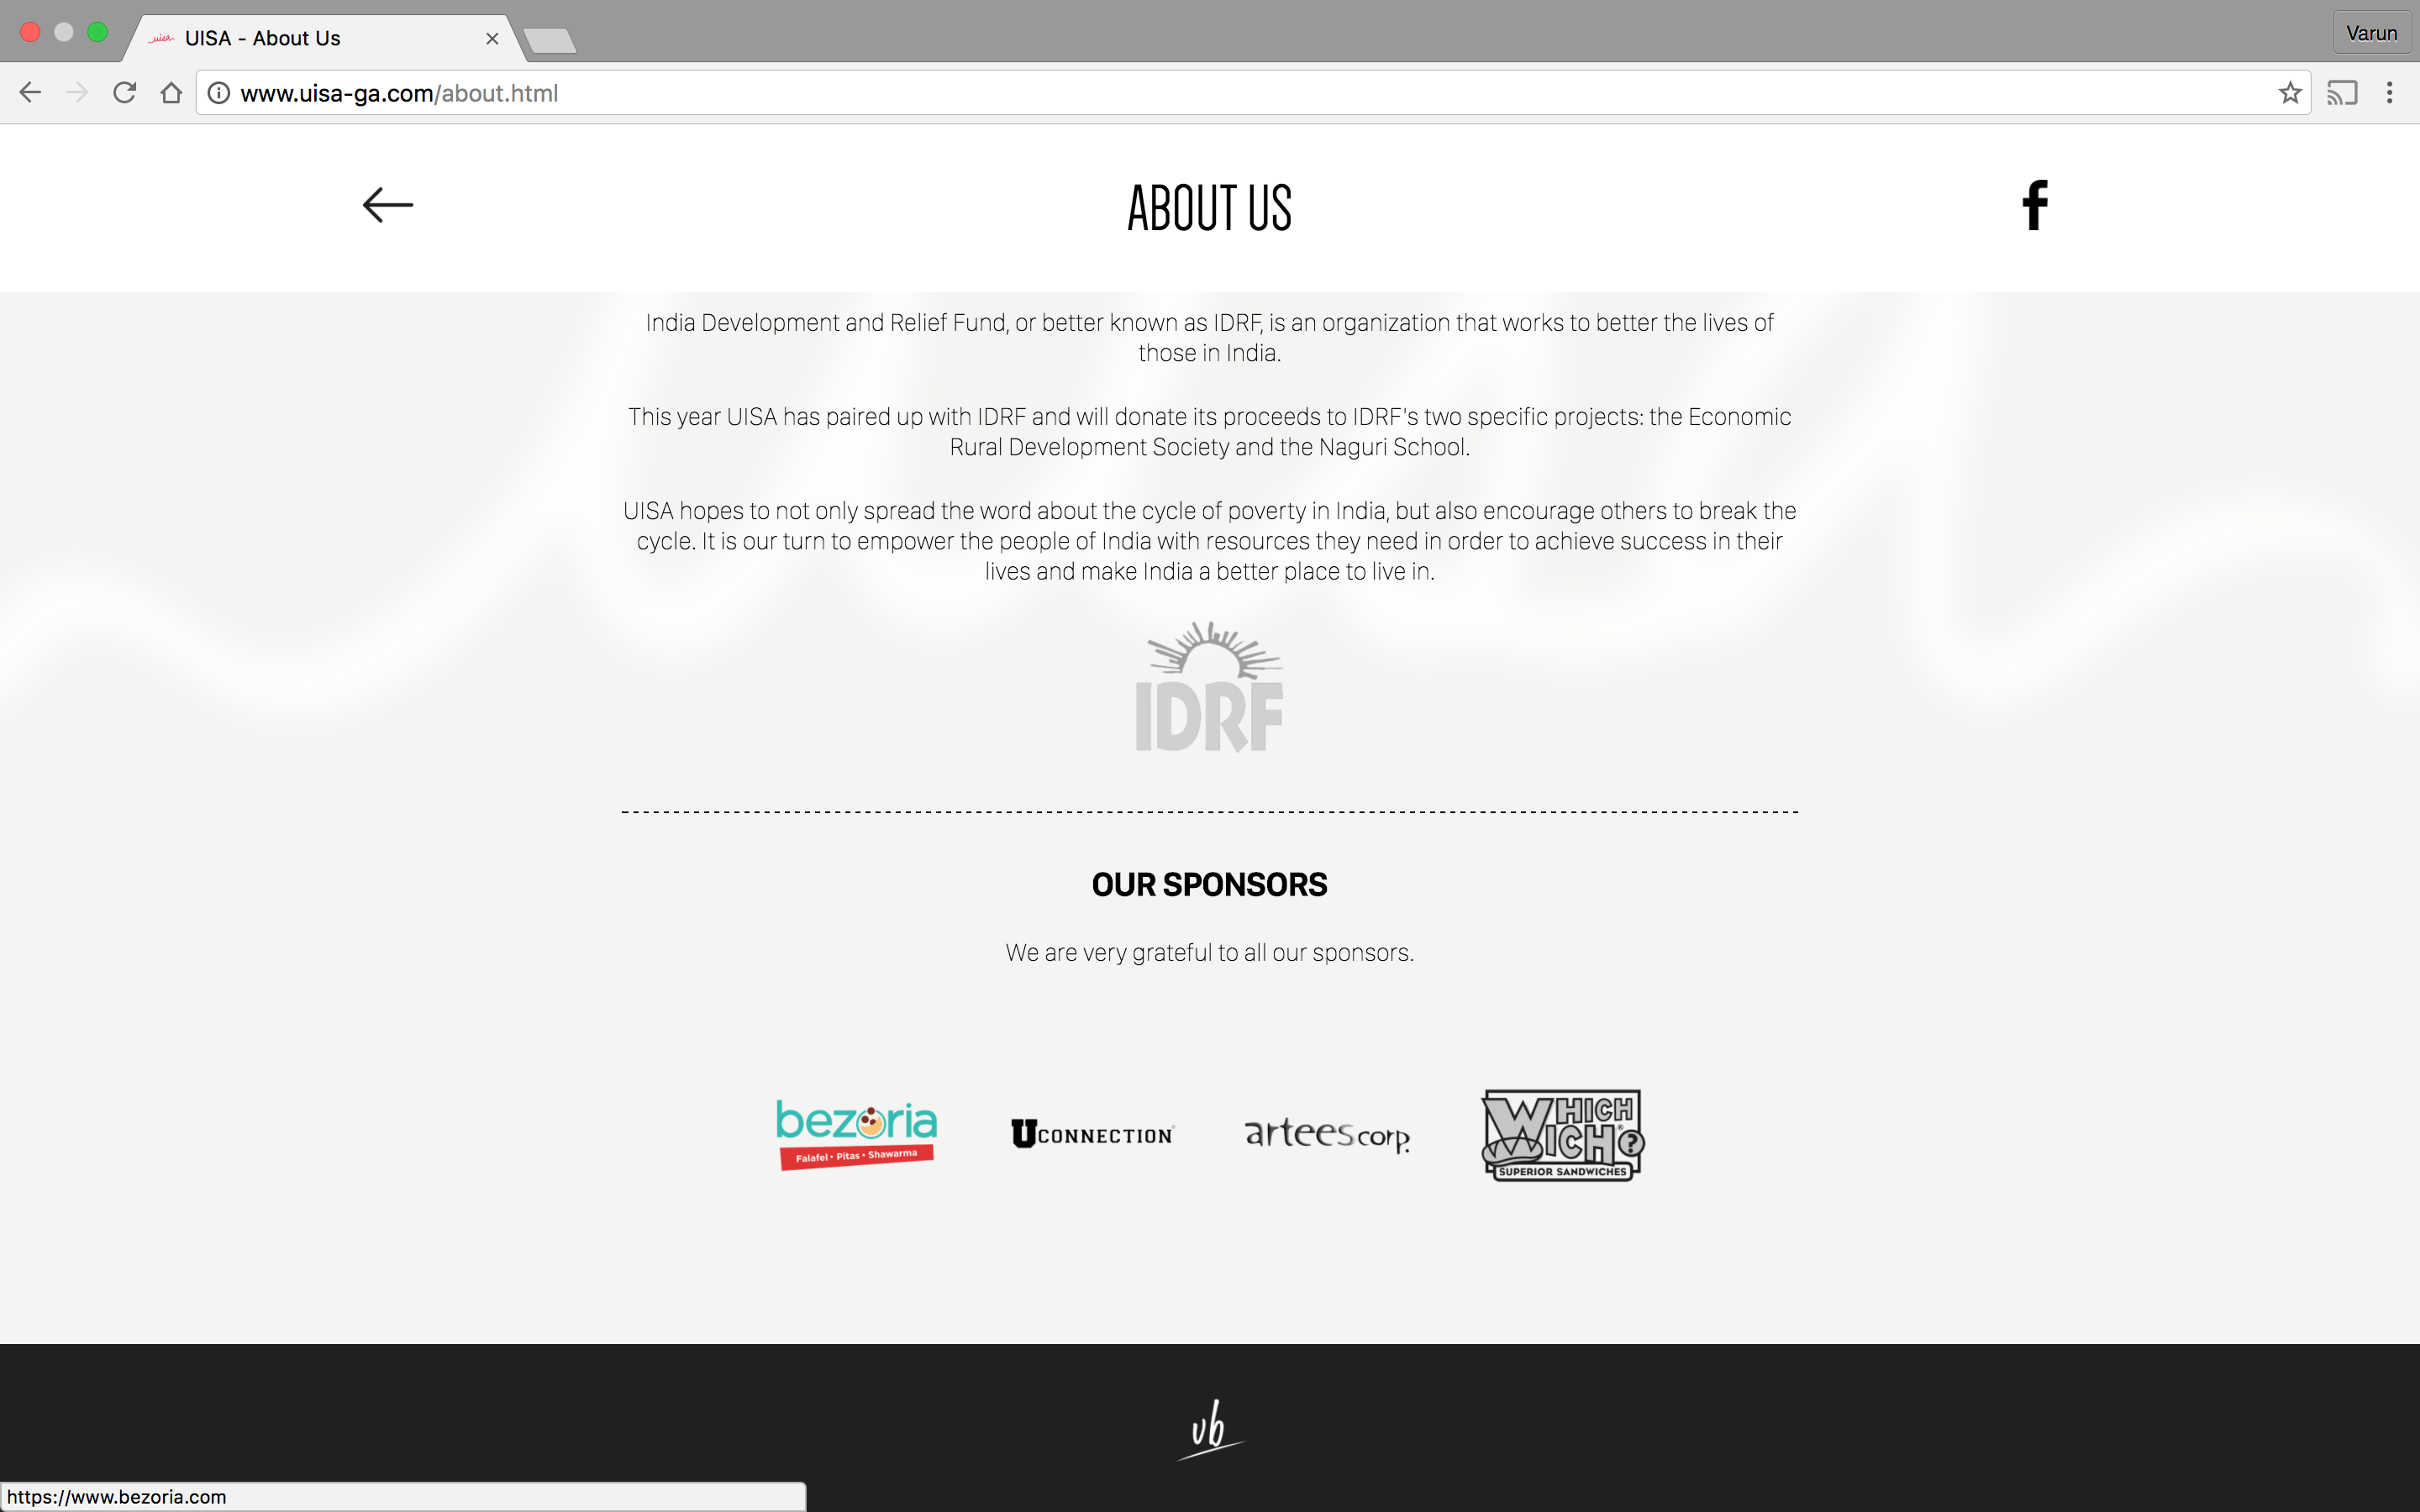 UISA - About Us
Varun
www.uisa-ga.com/about.html
ABOUT US
f
India Development and Relief Fund, or better known as IDRF, is an organization that works to better the lives of
those in India.
This year UISA has paired up with IDRF and will donate its proceeds to IDRF's two specific projects: the Economic
Rural Development Society and the Naguri School.
UISA hopes to not only spread the word about the cycle of poverty in India, but also encourage others to break the
cycle. It is our turn to empower the people of India with resources they need in order to achieve success in their
lives and make India a better place to live in.
IDRF
OUR SPONSORS
We are very grateful to all our sponsors.
bezoria
Falafel • Pitas • Shawarma
U CONNECTION
artees corp.
WHICH
WICH®?
SUPERIOR SANDWICHES
vb
https://www.bezoria.com